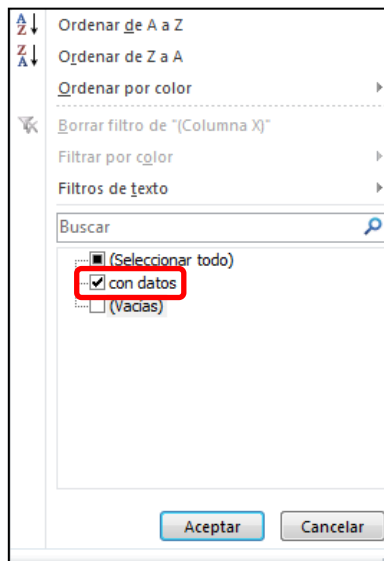 Ordenar de A a Z
Ordenar de Z a A
Ordenar por color
Borrar filtro de "(Columna X)"
Filtrar por color
Filtros de texto
Buscar
(Seleccionar todo)
con datos
(Vacías)
Aceptar Cancelar